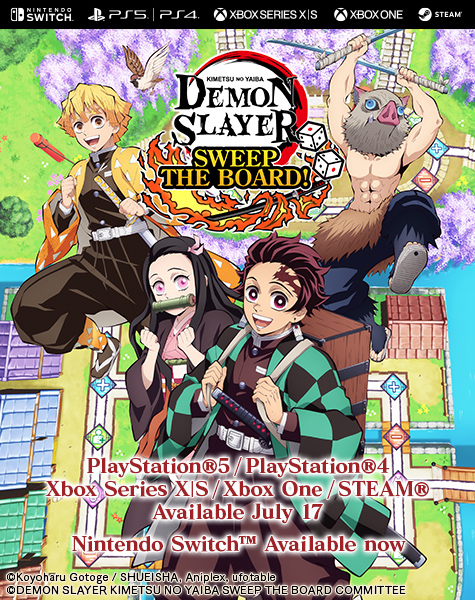 NINTENDO SWITCH. PS5 PS4 XBOX SERIES X|S XBOX ONE STEAM®
KIMETSU NO YAIBA
DEMON
SLAYER
SWEEP
THE BOARD!
PlayStation®5 / PlayStation®4
Xbox Series X|S / Xbox One / STEAM®
Available July 17
Nintendo Switch™ Available now
©Koyoharu Gotoge / SHUEISHA, Aniplex, ufotable
©DEMON SLAYER KIMETSU NO YAIBA SWEEP THE BOARD COMMITTEE